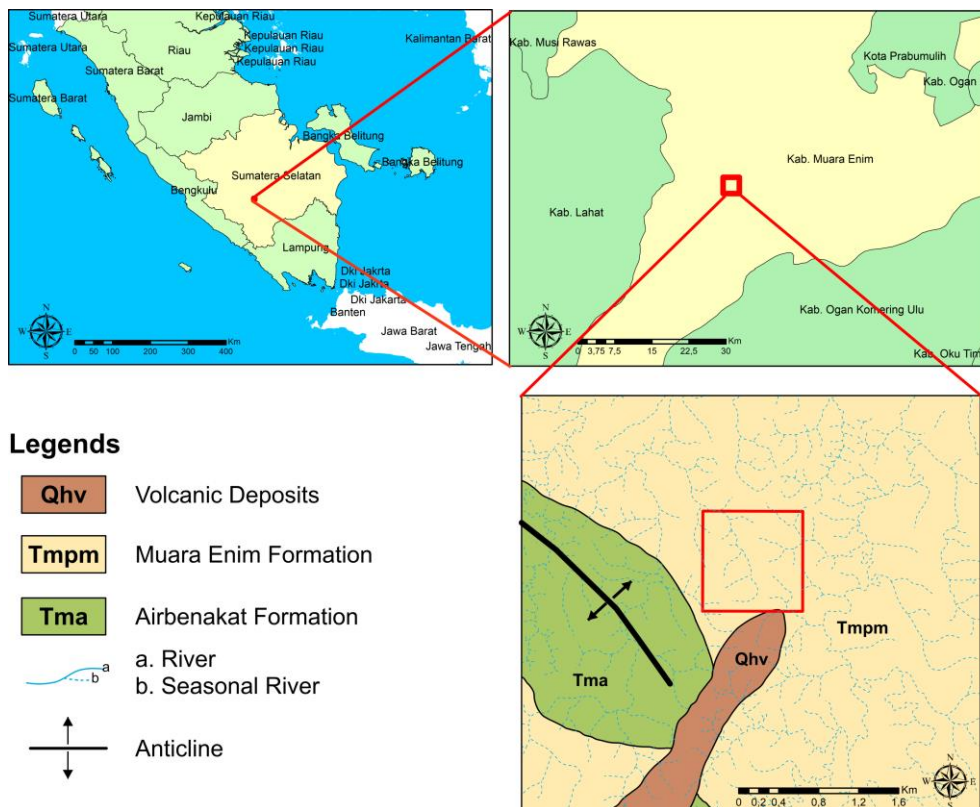 Sumatera Utara
Kepulauan Riau
Sumatera Utara
Riau
Kepulauan Riau
Kepulauan Riau
Kepulauan Riau
Kalimantan Barat
Sumatera Barat
Sumatera Barat
Jambi
Bangka Belitung
Bangka Belitung
Sumatera Selatan
Bengkulu
Lampung
Dki Jakrta
Dki Jakrta
Dki Jakarta
Banten
Jawa Barat
Jawa Tengah
N
W E
S
Km
0 50 100 200 300 400
Kab. Musi Rawas
Kota Prabumulih
Kab. Ogan
Kab. Muara Enim
Kab. Lahat
Kab. Ogan Komering Ulu
Kab. Oku Tim
N
W E
S
Km
0 3,75 7,5 15 22,5 30
Legends
Qhv Volcanic Deposits
Tmpm Muara Enim Formation
Tma Airbenakat Formation
a
b
a. River
b. Seasonal River
Anticline
Tmpm
Qhv
Tma
N
W E
S
Km
0 0,2 0,4 0,8 1,2 1,6